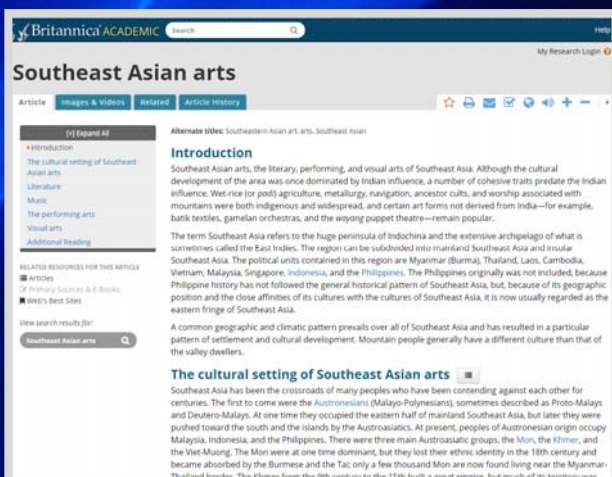 Britannica ACADEMIC
Search
Help
My Research Login
Southeast Asian arts
Article
Images & Videos
Related
Article History
[+] Expand All
Introduction
The cultural setting of Southeast
Asian arts
Literature
Music
The performing arts
Visual arts
Additional Reading
RELATED RESOURCES FOR THIS ARTICLE
Articles
Primary Sources & E-Books
Web's Best Sites
View search results for:
Southeast Asian arts
Alternate titles: Southeastern Asian art, arts, Southeast Asian
Introduction
Southeast Asian arts, the literary, performing, and visual arts of Southeast Asia. Although the cultural
development of the area was once dominated by Indian influence, a number of cohesive traits predate the Indian
influence. Wet-rice (or padi) agriculture, metallurgy, navigation, ancestor cults, and worship associated with
mountains were both indigenous and widespread, and certain art forms not derived from India—for example,
batik textiles, gamelan orchestras, and the wayang puppet theatre—remain popular.
The term Southeast Asia refers to the huge peninsula of Indochina and the extensive archipelago of what is
sometimes called the East Indies. The region can be subdivided into mainland Southeast Asia and insular
Southeast Asia. The political units contained in this region are Myanmar (Burma), Thailand, Laos, Cambodia,
Vietnam, Malaysia, Singapore, Indonesia, and the Philippines. The Philippines originally was not included, because
Philippine history has not followed the general historical pattern of Southeast Asia, but, because of its geographic
position and the close affinities of its cultures with the cultures of Southeast Asia, it is now usually regarded as the
eastern fringe of Southeast Asia.
A common geographic and climatic pattern prevails over all of Southeast Asia and has resulted in a particular
pattern of settlement and cultural development. Mountain people generally have a different culture than that of
the valley dwellers.
The cultural setting of Southeast Asian arts
Southeast Asia has been the crossroads of many peoples who have been contending against each other for
centuries. The first to come were the Austronesians (Malayo-Polynesians), sometimes described as Proto-Malays
and Deutero-Malays. At one time they occupied the eastern half of mainland Southeast Asia, but later they were
pushed toward the south and the islands by the Austroasiatics. At present, peoples of Austronesian origin occupy
Malaysia, Indonesia, and the Philippines. There were three main Austroasiatic groups, the Mon, the Khmer, and
the Viet-Muong. The Mon were at one time dominant, but they lost their ethnic identity in the 18th century and
became absorbed by the Burmese and the Tai; only a few thousand Mon are now found living near the Myanmar-
Thailand border. The Khmers from the 9th century to the 15th built a great empire, but much of its territory was